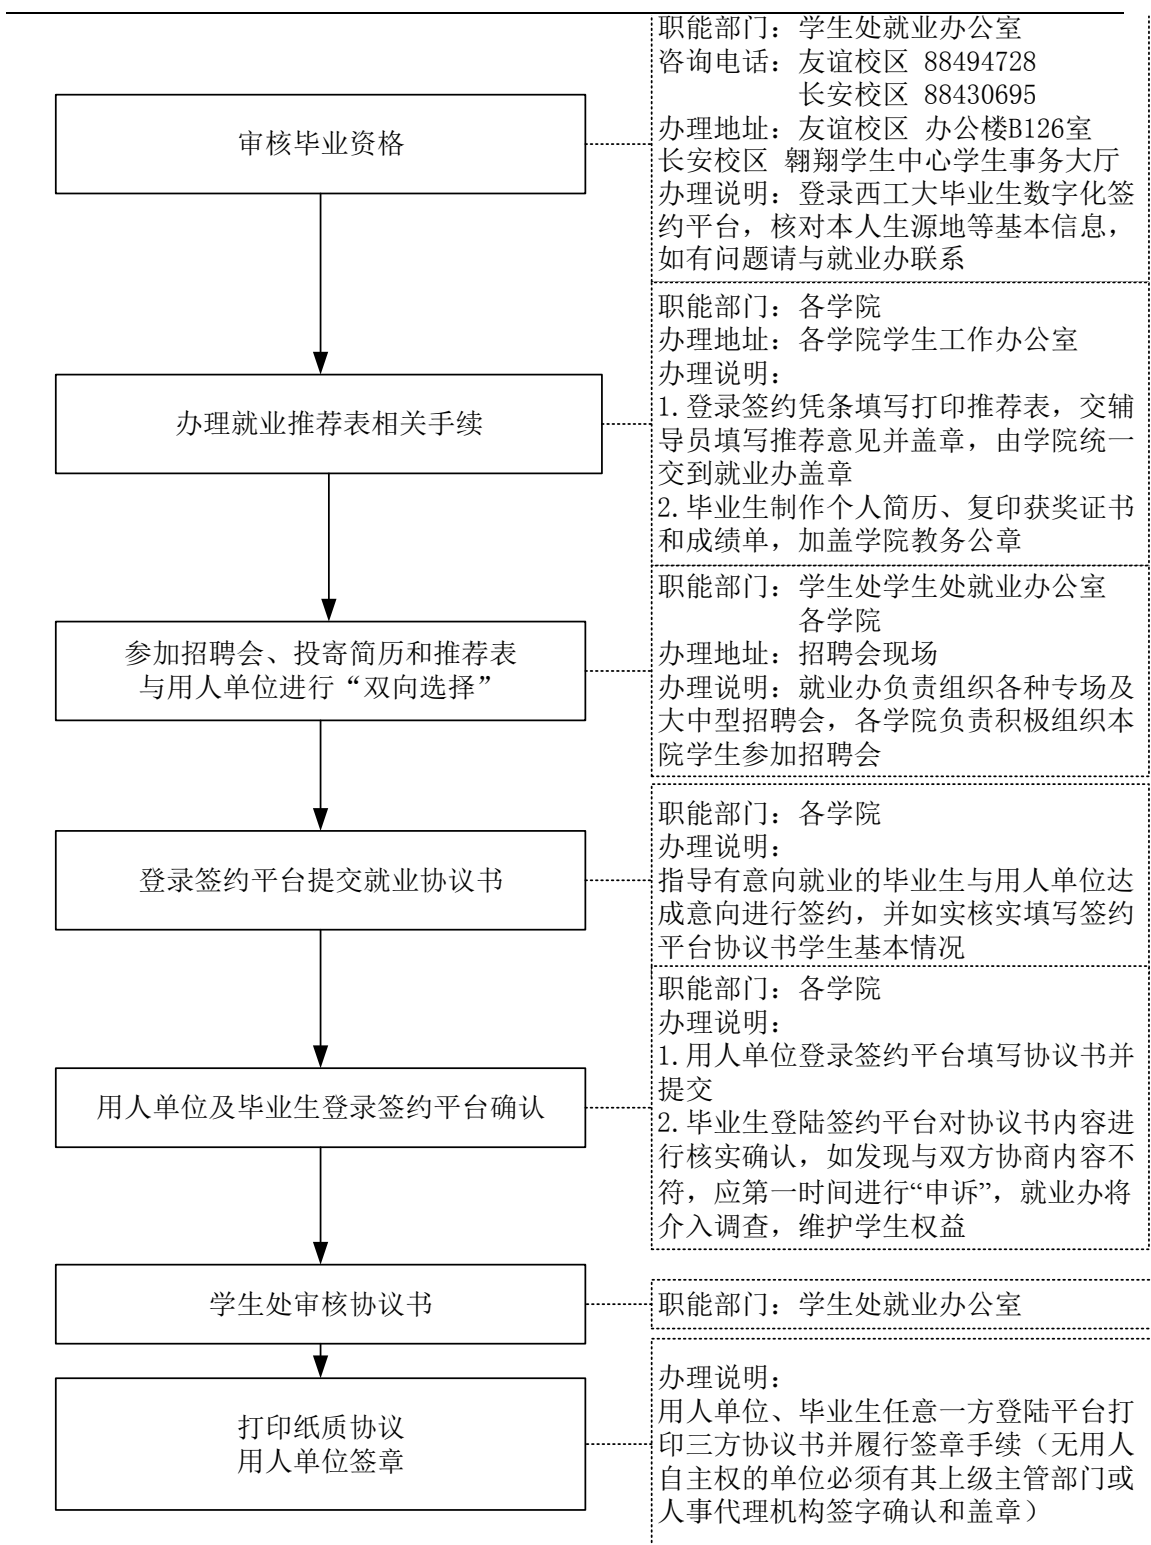 职能部门：学生处就业办公室
咨询电话：友谊校区 88494728
长安校区 88430695
办理地址：友谊校区 办公楼B126室
长安校区 翱翔学生中心学生事务大厅
办理说明：登录西工大毕业生数字化签
约平台，核对本人生源地等基本信息，
如有问题请与就业办联系
审核毕业资格
职能部门：各学院
办理地址：各学院学生工作办公室
办理说明：
1.登录签约凭条填写打印推荐表，交辅
导员填写推荐意见并盖章，由学院统一
交到就业办盖章
2.毕业生制作个人简历、复印获奖证书
和成绩单，加盖学院教务公章
办理就业推荐表相关手续
职能部门：学生处学生处就业办公室
各学院
办理地址：招聘会现场
办理说明：就业办负责组织各种专场及
大中型招聘会，各学院负责积极组织本
院学生参加招聘会
参加招聘会、投寄简历和推荐表
与用人单位进行“双向选择”
职能部门：各学院
办理说明：
指导有意向就业的毕业生与用人单位达
成意向进行签约，并如实核实填写签约
平台协议书学生基本情况
登录签约平台提交就业协议书
职能部门：各学院
办理说明：
1.用人单位登录签约平台填写协议书并
提交
2.毕业生登陆签约平台对协议书内容进
行核实确认，如发现与双方协商内容不
符，应第一时间进行“申诉”，就业办将
介入调查，维护学生权益
用人单位及毕业生登录签约平台确认
学生处审核协议书
职能部门：学生处就业办公室
打印纸质协议
用人单位签章
办理说明：
用人单位、毕业生任意一方登陆平台打
印三方协议书并履行签章手续（无用人
自主权的单位必须有其上级主管部门或
人事代理机构签字确认和盖章）